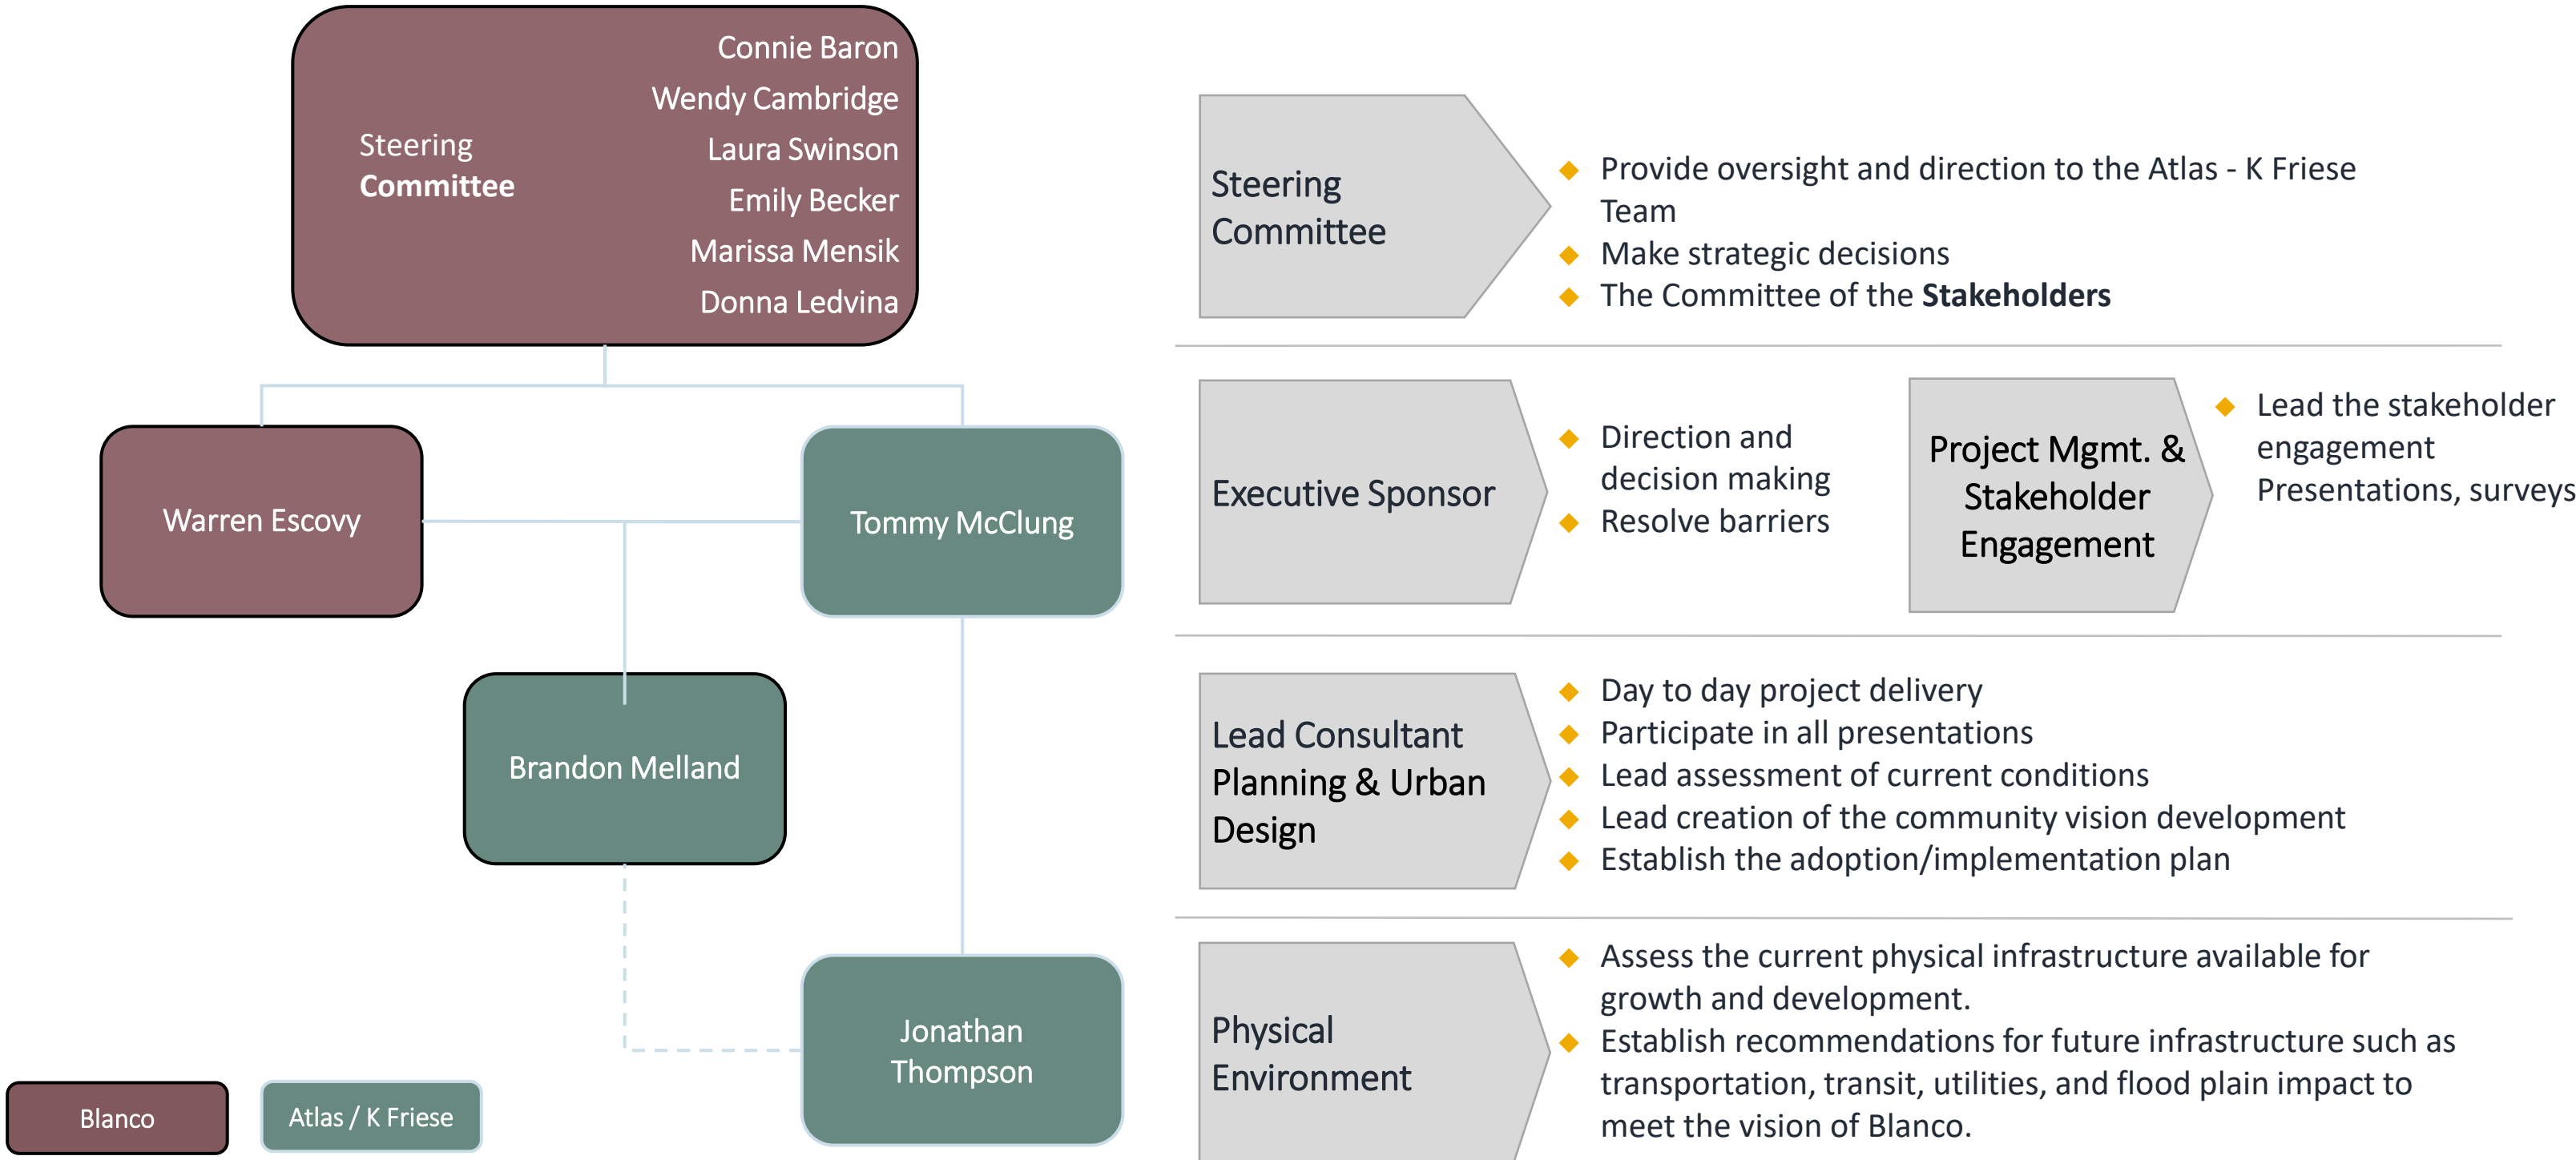 Steering
Committee
Connie Baron
Wendy Cambridge
Laura Swinson
Emily Becker
Marissa Mensik
Donna Ledvina
Warren Escovy
Tommy McClung
Brandon Melland
Jonathan
Thompson
Blanco
Atlas / K Friese
Steering
Committee
Provide oversight and direction to the Atlas - K Friese
Team
Make strategic decisions
The Committee of the Stakeholders
Executive Sponsor
Direction and
decision making
Resolve barriers
Project Mgmt. &
Stakeholder
Engagement
Lead the stakeholder
engagement
Presentations, surveys
Lead Consultant
Planning & Urban
Design
Day to day project delivery
Participate in all presentations
Lead assessment of current conditions
Lead creation of the community vision development
Establish the adoption/implementation plan
Physical
Environment
Assess the current physical infrastructure available for
growth and development.
Establish recommendations for future infrastructure such as
transportation, transit, utilities, and flood plain impact to
meet the vision of Blanco.